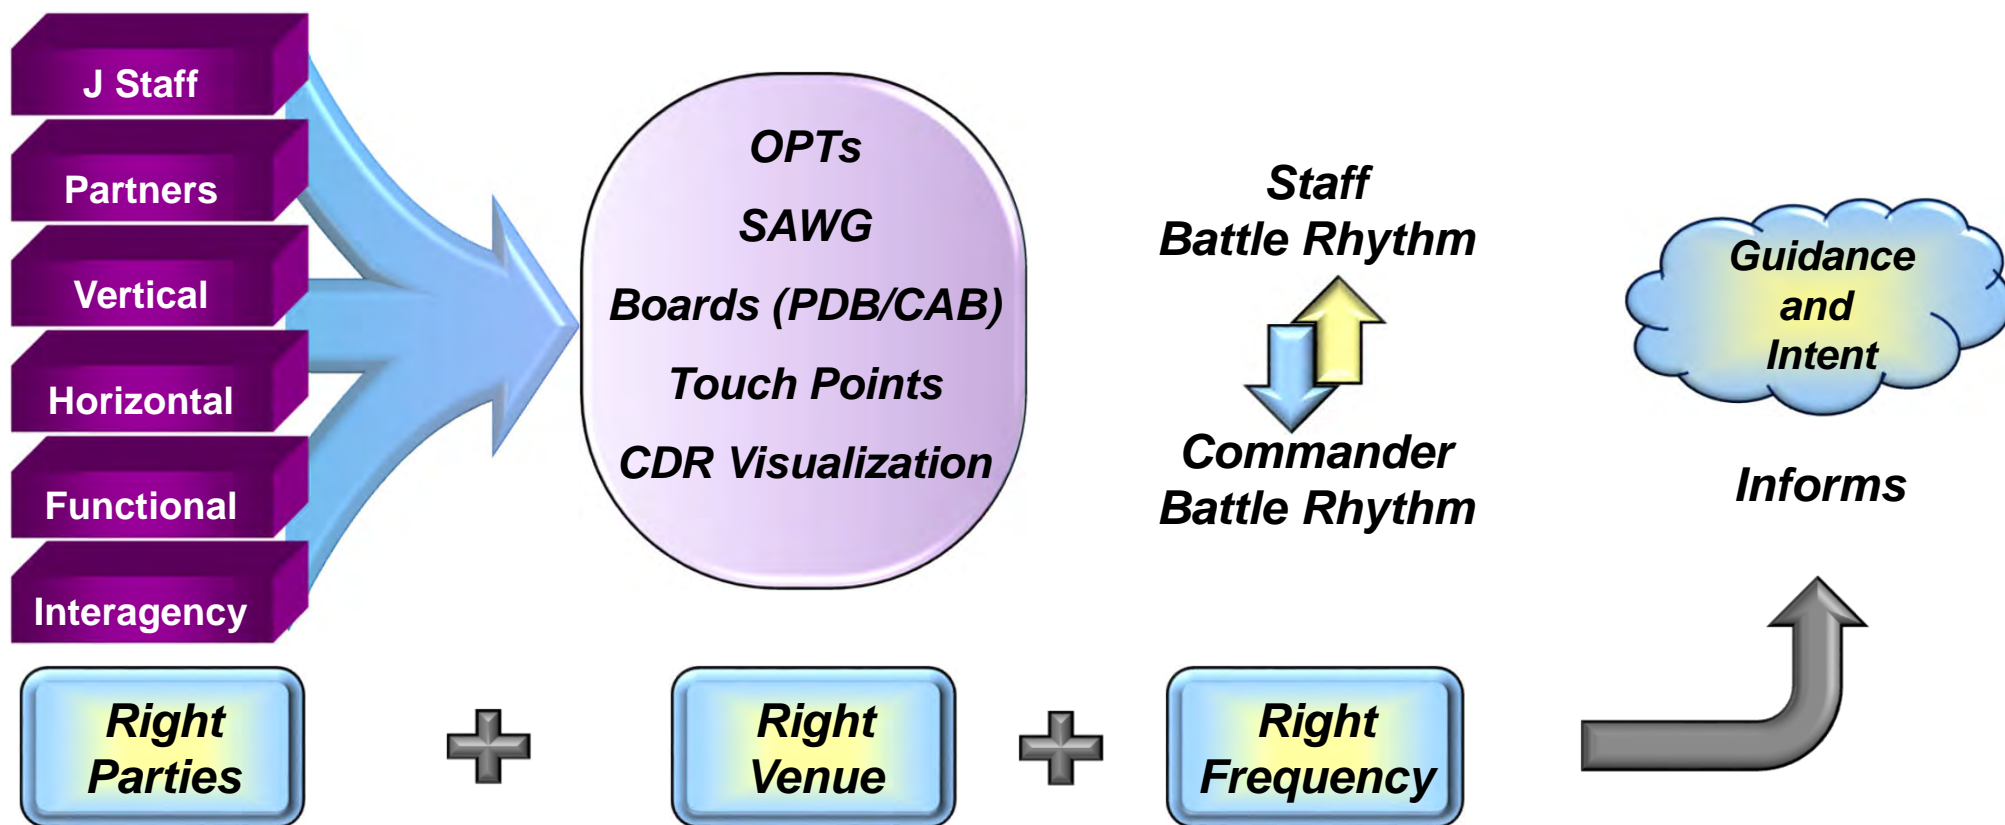 J Staff
Partners
Vertical
Horizontal
Functional
Interagency
OPTs
SAWG
Boards (PDB/CAB)
Touch Points
CDR Visualization
Staff
Battle Rhythm
Commander
Battle Rhythm
Guidance
and
Intent
Informs
Right
Parties
Right
Venue
Right
Frequency